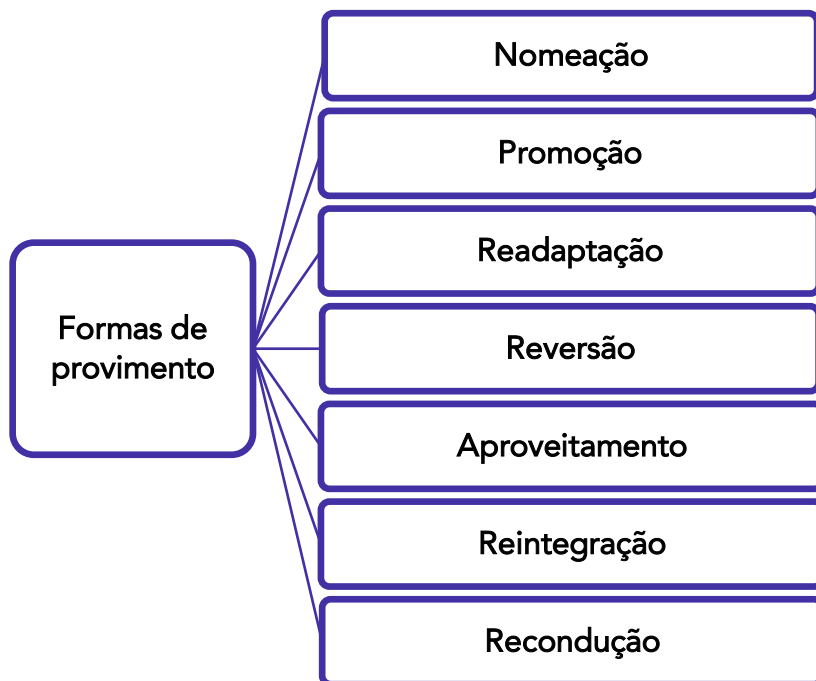 Formas de
provimento
Nomeação
Promoção
Readaptação
Reversão
Aproveitamento
Reintegração
Recondução